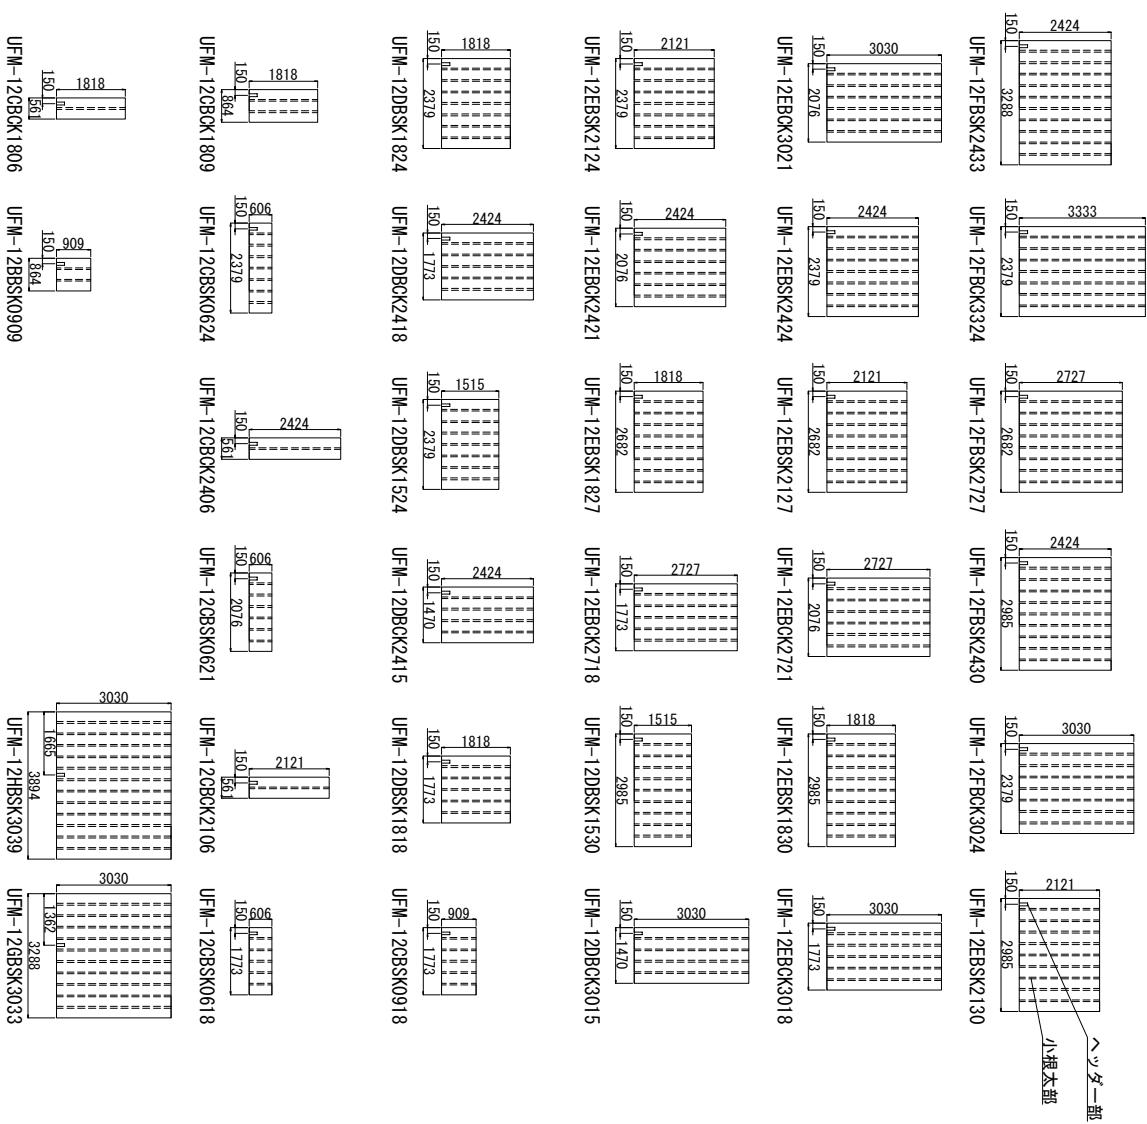 UFM-12FBSK2433
2424
150
3288
UFM-12FBCK3324
3333
150
2379
UFM-12FBSK2727
2727
150
2682
UFM-12FBSK2430
2424
150
2985
UFM-12FBCK3024
3030
150
2379
UFM-12EBSK2130
2121
150
2985
ヘッダー部
小根太部
UFM-12EBCK3021
3030
150
2076
UFM-12EBSK2424
2424
150
2379
UFM-12EBSK2127
2121
150
2682
UFM-12EBCK2721
2727
150
2076
UFM-12EBSK1830
1818
150
2985
UFM-12EBCK3018
3030
150
1773
UFM-12EBSK2124
2121
150
2379
UFM-12EBCK2421
2424
150
2076
UFM-12EBSK1827
1818
150
2682
UFM-12EBCK2718
2727
150
1773
UFM-12DBSK1530
1515
150
2985
UFM-12DBCK3015
3030
150
1470
UFM-12DBSK1824
1818
150
2379
UFM-12DBCK2418
2424
150
1773
UFM-12DBSK1524
1515
150
2379
UFM-12DBCK2415
2424
150
1470
UFM-12DBSK1818
1818
150
1773
UFM-12CBSK0918
909
150
1773
UFM-12CBCK1809
1818
150
864
UFM-12CBSK0624
606
150
2379
UFM-12CBCK2406
2424
150
561
UFM-12CBSK0621
606
150
2076
UFM-12CBCK2106
2121
150
561
UFM-12CBSK0618
606
150
1773
UFM-12CBCK1806
1818
150
561
UFM-12BBSK0909
909
150
864
UFM-12HBSK3039
3030
1665
3894
UFM-12GBSK3033
3030
1362
3288